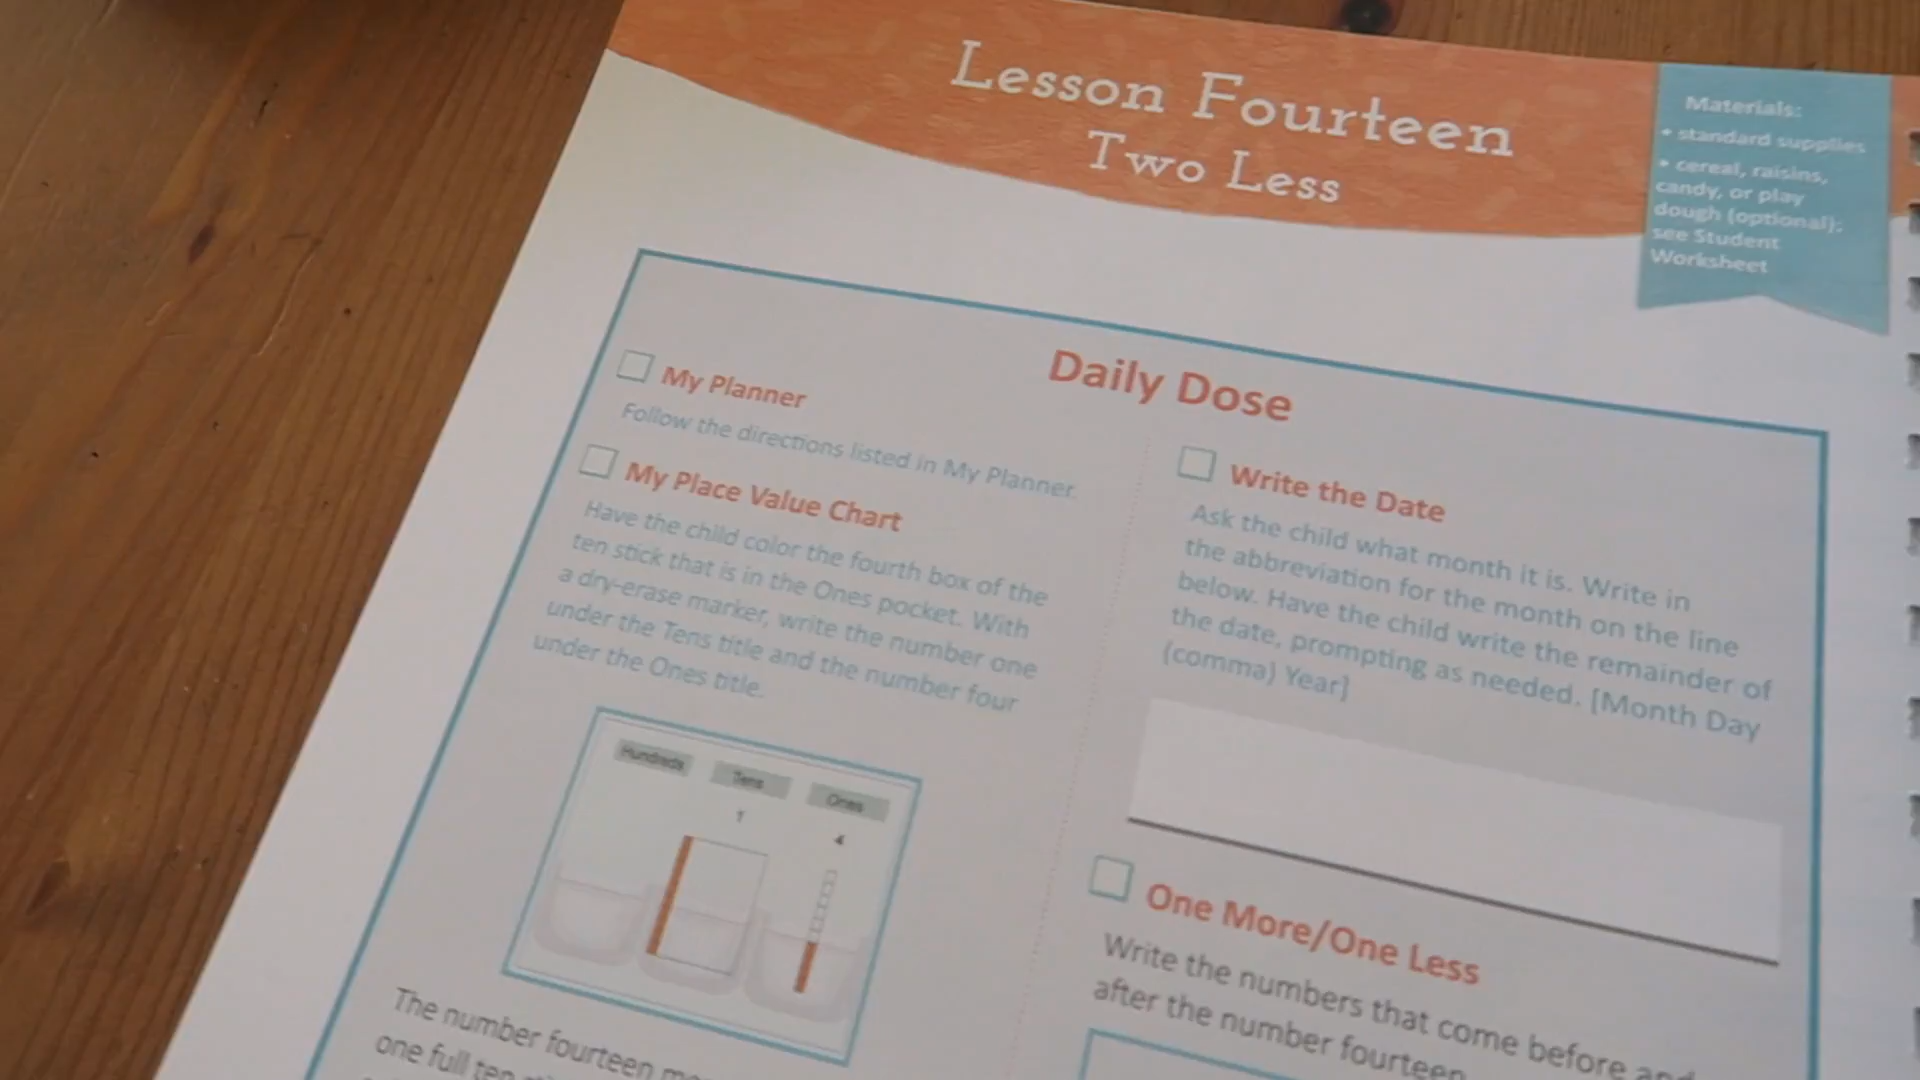 Lesson Fourteen
Two Less
Materials:
• standard supplies
• cereal, raisins,
candy, or play
dough (optional);
see Student
Worksheet
Daily Dose
My Planner
Follow the directions listed in My Planner.
My Place Value Chart
Have the child color the fourth box of the
ten stick that is in the Ones pocket. With
a dry-erase marker, write the number one
under the Tens title and the number four
under the Ones title.
Hundreds Tens Ones
1 4
The number fourteen
one full ten
Write the Date
Ask the child what month it is. Write in
the abbreviation for the month on the line
below. Have the child write the remainder of
the date, prompting as needed. [Month Day
(comma) Year]
One More/One Less
Write the numbers that come before and
after the number fourteen